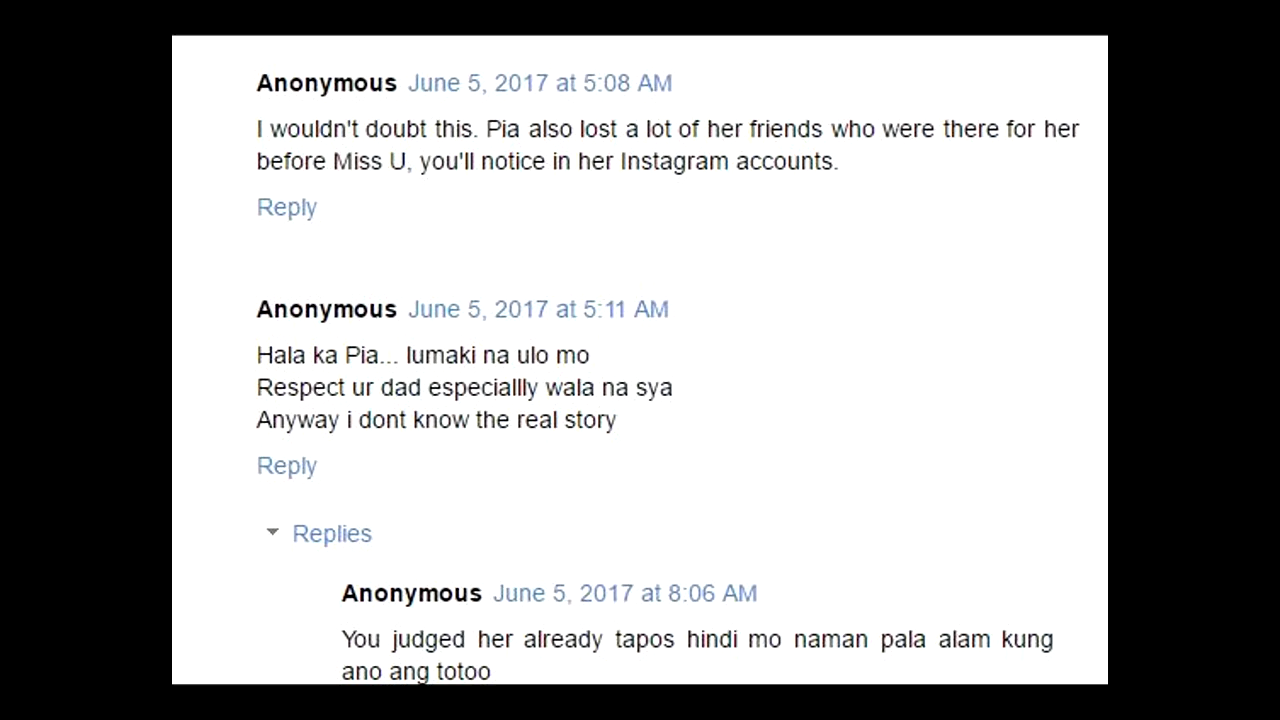 Anonymous June 5, 2017 at 5:08 AM
I wouldn't doubt this. Pia also lost a lot of her friends who were there for her
before Miss U, you'll notice in her Instagram accounts.
Reply
Anonymous June 5, 2017 at 5:11 AM
Hala ka Pia... lumaki na ulo mo
Respect ur dad especiallly wala na sya
Anyway i dont know the real story
Reply
Replies
Anonymous June 5, 2017 at 8:06 AM
You judged her already tapos hindi mo naman pala alam kung
ano ang totoo